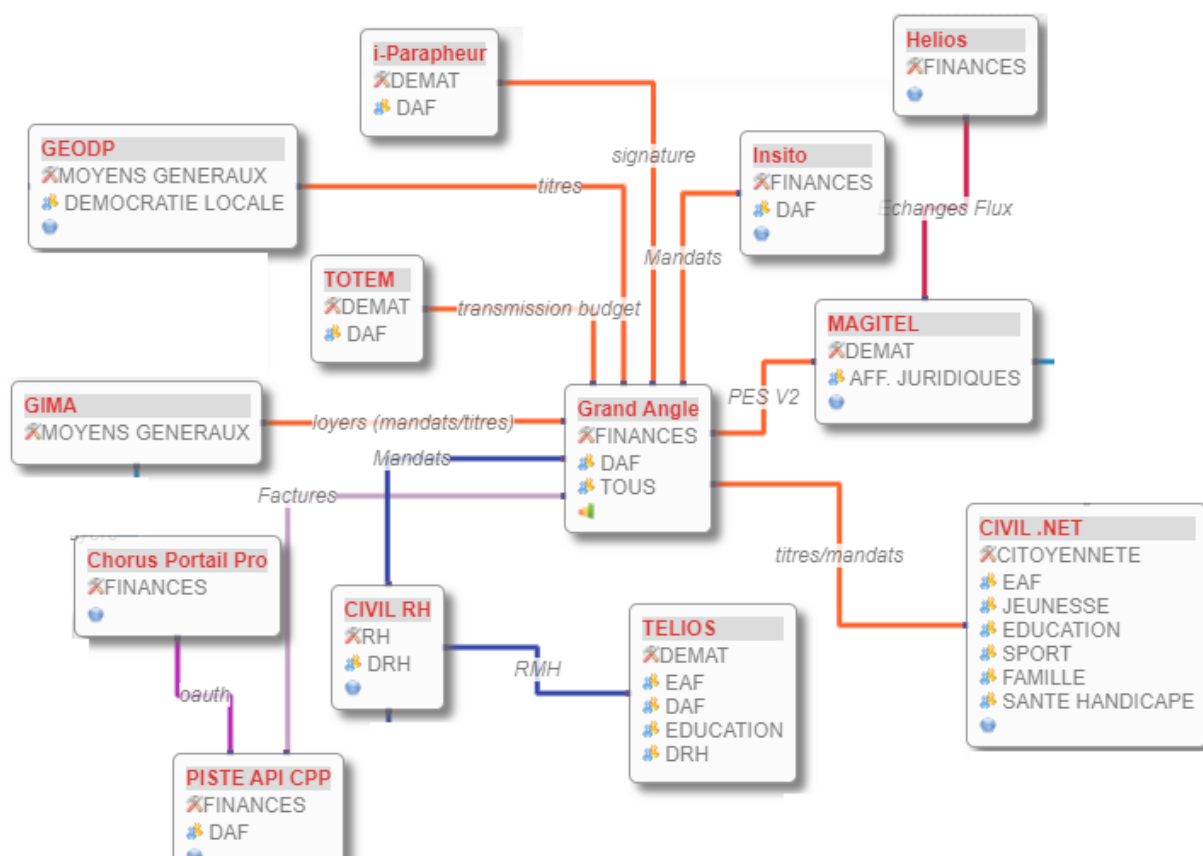 i-Parapheur
DEMAT
DAF
Helios
FINANCES
GEODP
MOYENS GENERAUX
DEMOCRATIE LOCALE
titres
signature
Insito
FINANCES
DAF
Echanges Flux
Mandats
TOTEM
DEMAT
DAF
transmission budget
MAGITEL
DEMAT
AFF. JURIDIQUES
PES V2
GIMA
MOYENS GENERAUX
loyers (mandats/titres)
Grand Angle
FINANCES
DAF
TOUS
Mandats
Factures
titres/mandats
Chorus Portail Pro
FINANCES
oauth
CIVIL RH
RH
DRH
RMH
TELIOS
DEMAT
EAF
DAF
EDUCATION
DRH
CIVIL .NET
CITOYENNETE
EAF
JEUNESSE
EDUCATION
SPORT
FAMILLE
SANTE HANDICAPE
PISTE API CPP
FINANCES
DAF